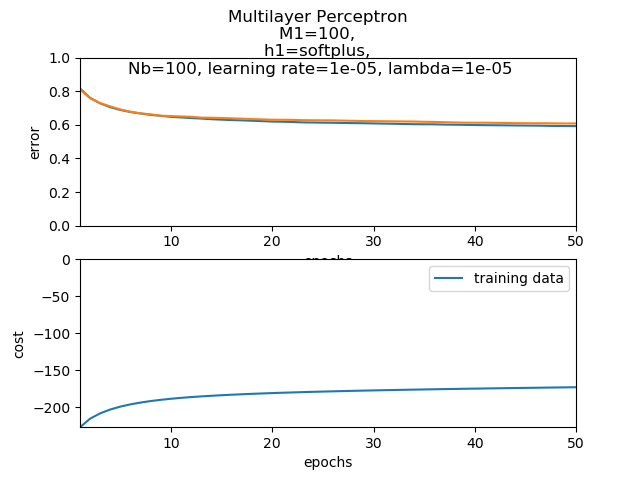 Multilayer Perceptron
M1=100,
h1=softplus,
Nb=100, learning rate=1e-05, lambda=1e-05
1.0
0.8
0.6
0.4
0.2
0.0
error
10
20
30
40
50
epochs
0
−50
−100
−150
−200
cost
training data
10
20
30
40
50
epochs